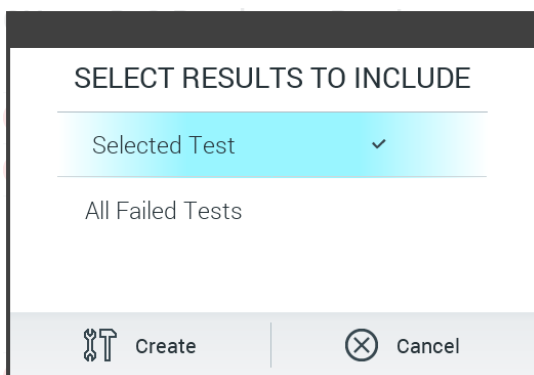 SELECT RESULTS TO INCLUDE
Selected Test
All Failed Tests
Create Cancel